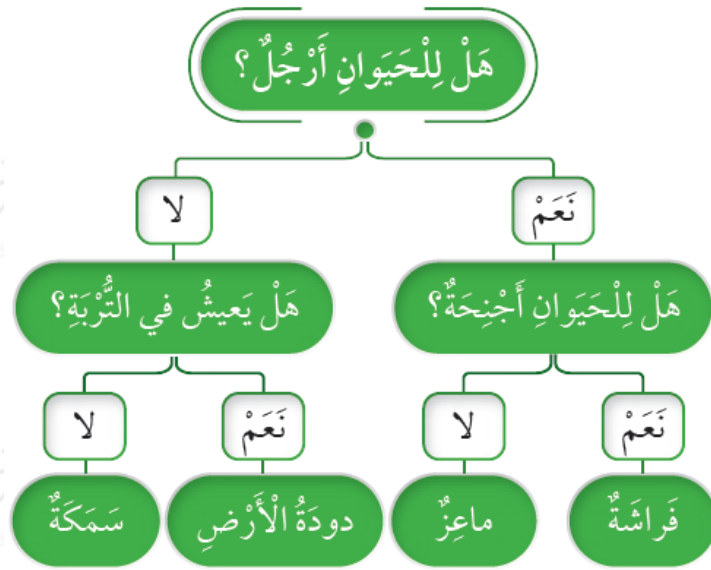 هَلْ لِلْحَيَوانِ أَرْجُلٌ؟
نَعَمْ
لا
هَلْ لِلْحَيَوانِ أَجْنِحَةٌ؟
هَلْ يَعيشُ في التُّرْبَةِ؟
نَعَمْ
لا
نَعَمْ
لا
فَراشَةٌ
ماعِزٌ
دودَةُ الْأَرْضِ
سَمَكَةٌ